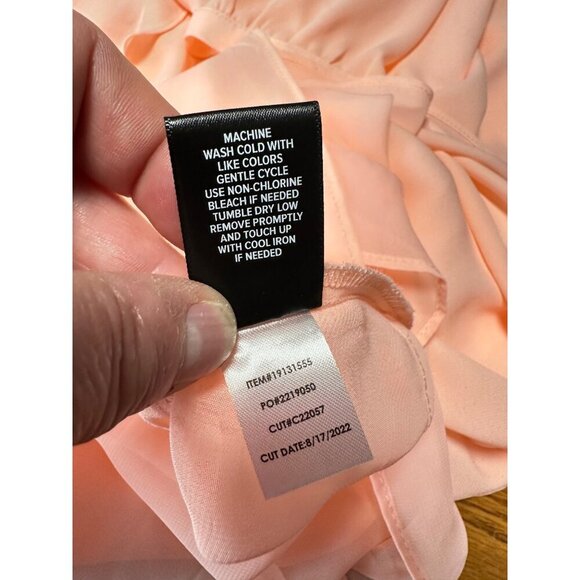 MACHINE
WASH COLD WITH
LIKE COLORS
GENTLE CYCLE
USE NON-CHLORINE
BLEACH IF NEEDED
TUMBLE DRY LOW
REMOVE PROMPTLY
AND TOUCH UP
WITH COOL IRON
IF NEEDED
ITEM#19131555
PO#2219050
CUT#C22057
CUT DATE:8/17/2022